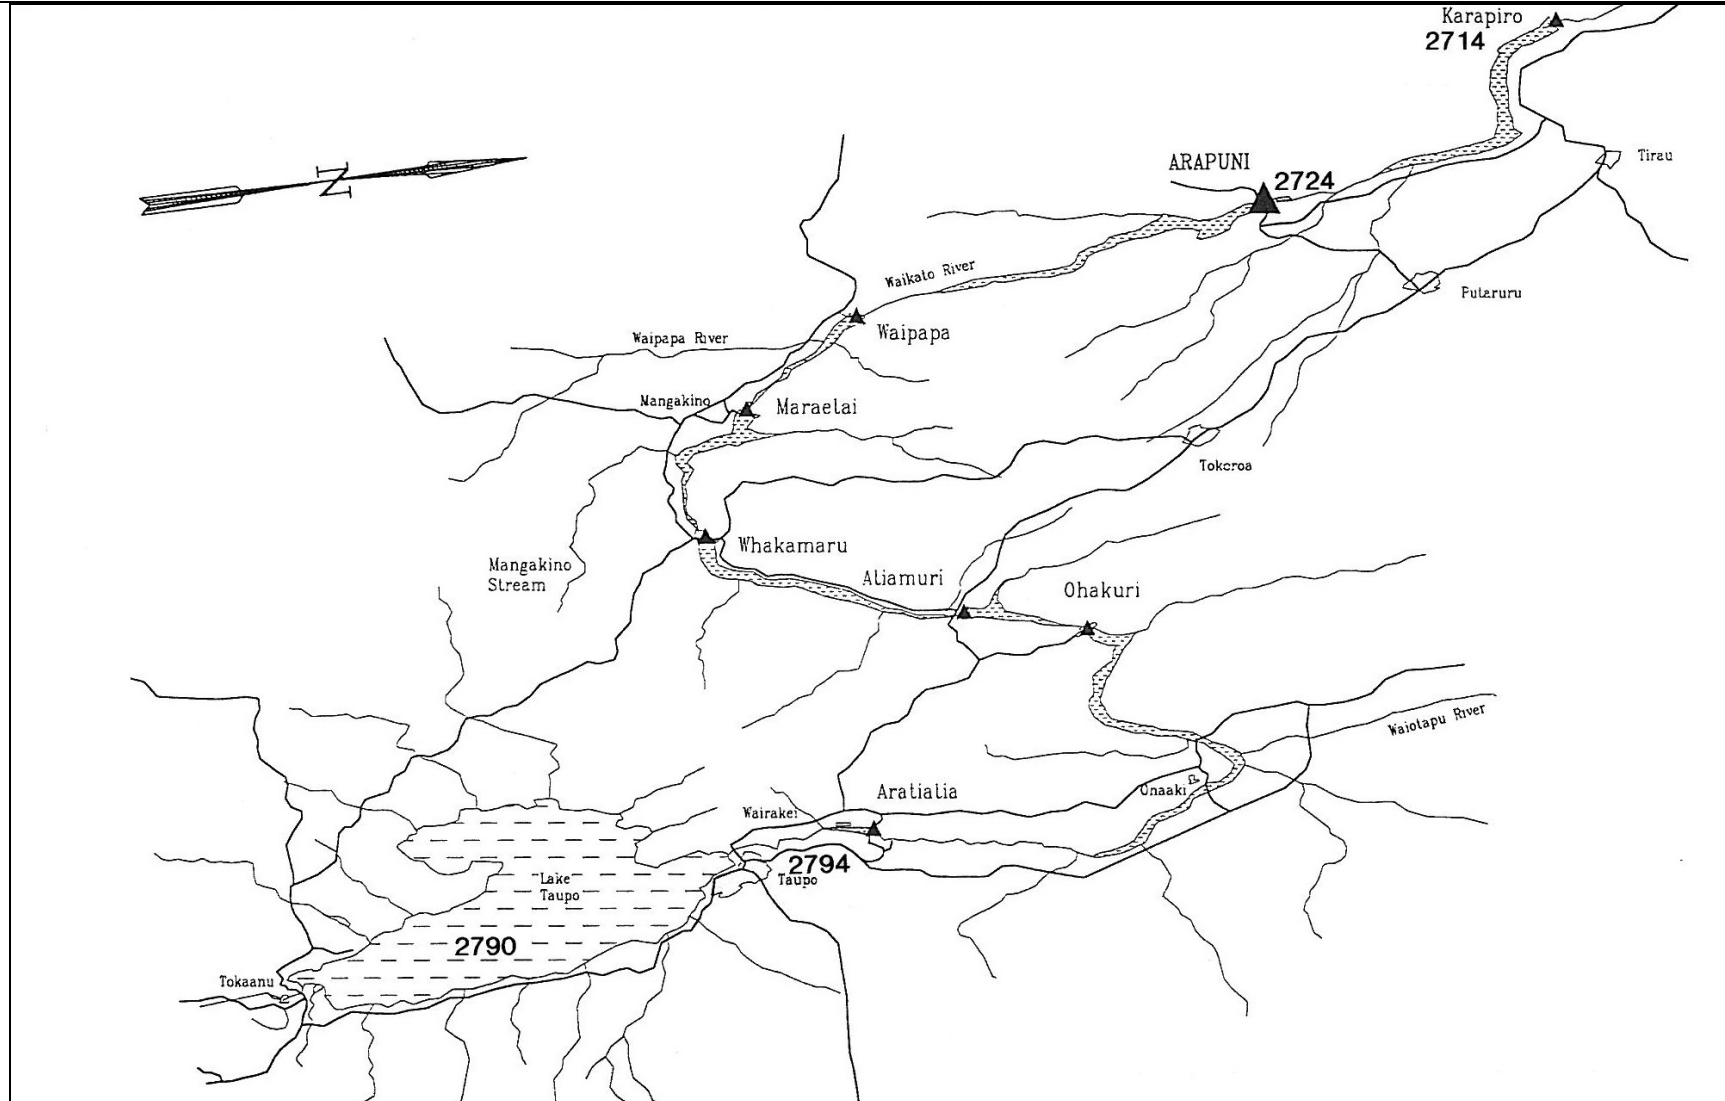 Karapiro
2714
N
ARAPUNI
2724
Tirau
Waikato River
Putaruru
Waipapa
Waipapa River
Mangakino
Maraetai
Tokoroa
Whakamaru
Mangakino
Stream
Atiamuri
Ohakuri
Waiotapu River
Aratiatia
Ohaaki
Wairakei
2794
Taupo
Lake
Taupo
2790
Tokaanu